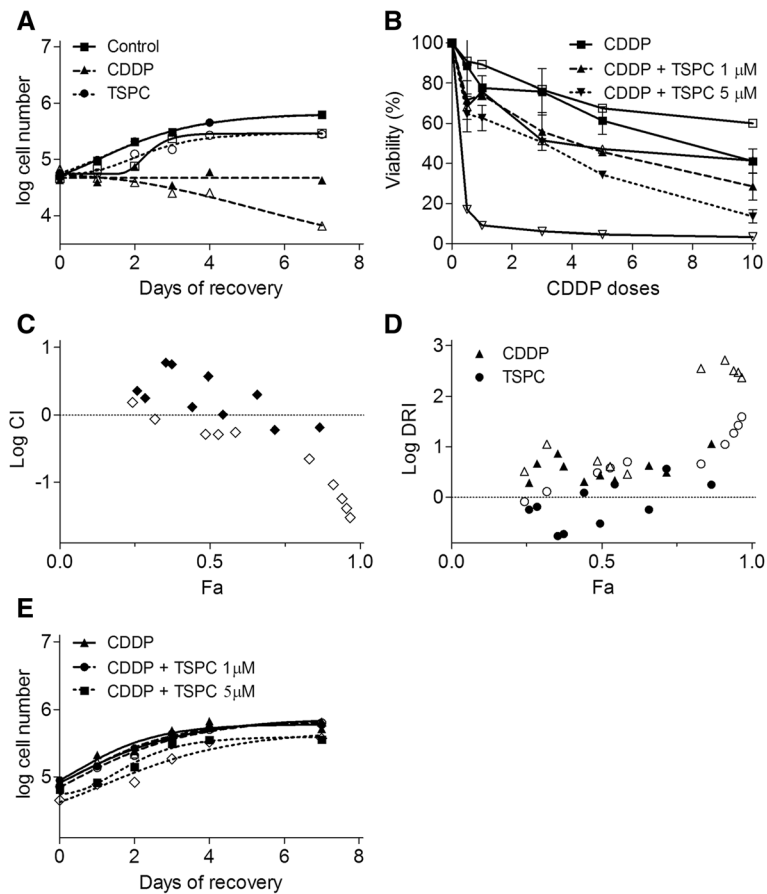 A
log cell number
7
6
5
4
0
2
4
6
8
Days of recovery
Control
CDDP
TSPC
B
Viability (%)
100
80
60
40
20
0
0
2
4
6
8
10
CDDP doses
CDDP
CDDP + TSPC 1 µM
CDDP + TSPC 5 µM
C
Log CI
1
0
-1
0.0
0.5
1.0
Fa
D
Log DRI
3
2
1
0
0.0
0.5
1.0
Fa
CDDP
TSPC
E
log cell number
7
6
5
0
2
4
6
8
Days of recovery
CDDP
CDDP + TSPC 1µM
CDDP + TSPC 5µM